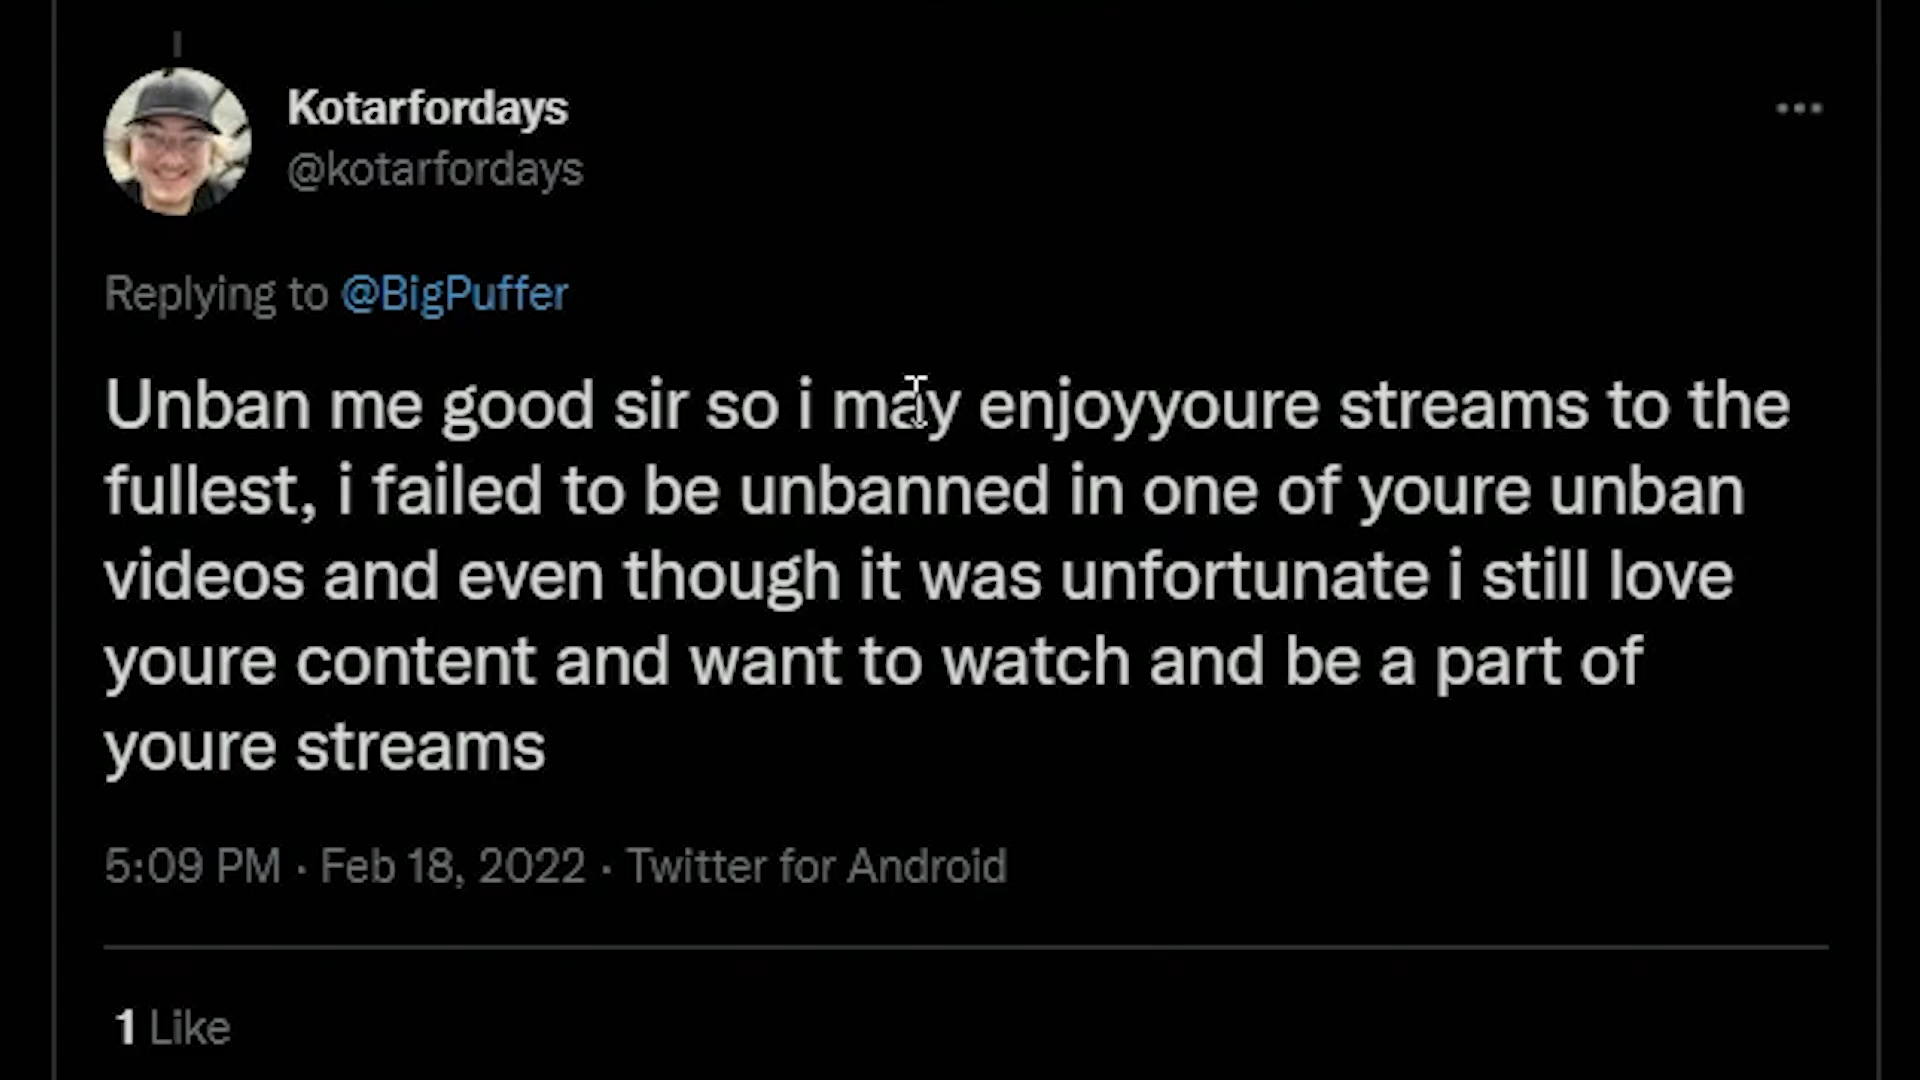 Kotarfordays
@kotarfordays
Replying to @BigPuffer
Unban me good sir so i may enjoyyoure streams to the
fullest, i failed to be unbanned in one of youre unban
videos and even though it was unfortunate i still love
youre content and want to watch and be a part of
youre streams
5:09 PM · Feb 18, 2022 · Twitter for Android
1 Like